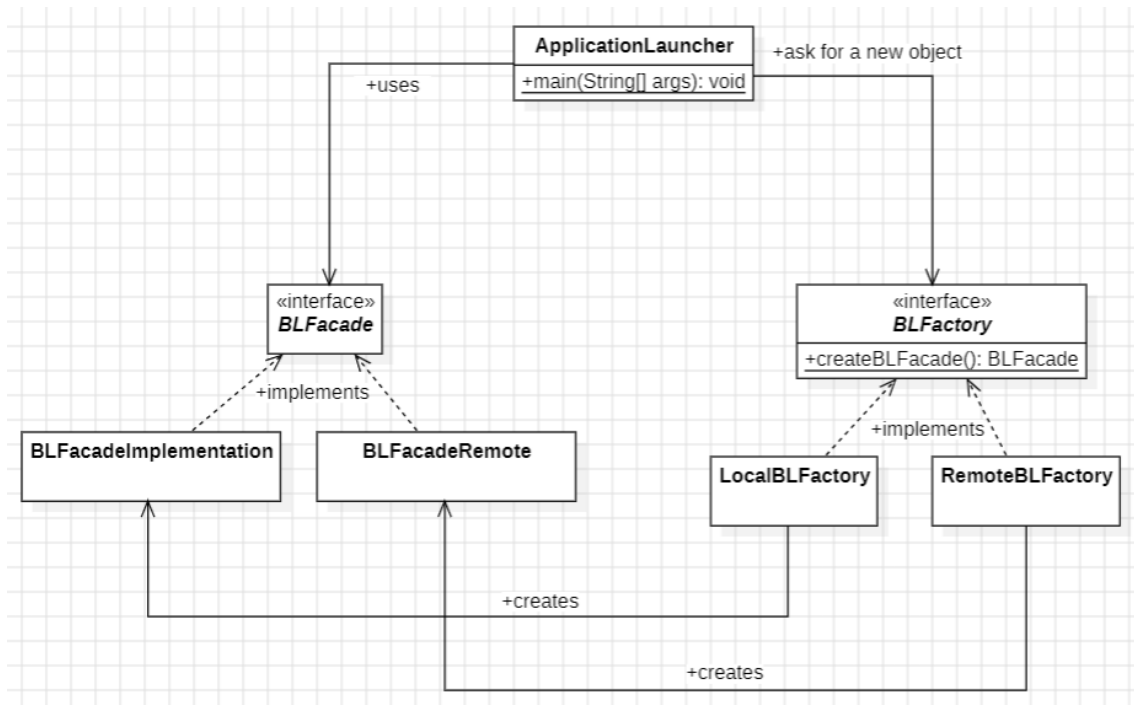 ApplicationLauncher
+main(String[] args): void
+ask for a new object
+uses
«interface»
BLFacade
«interface»
BLFactory
+createBLFacade(): BLFacade
+implements
+implements
BLFacadeImplementation
BLFacadeRemote
LocalBLFactory
RemoteBLFactory
+creates
+creates